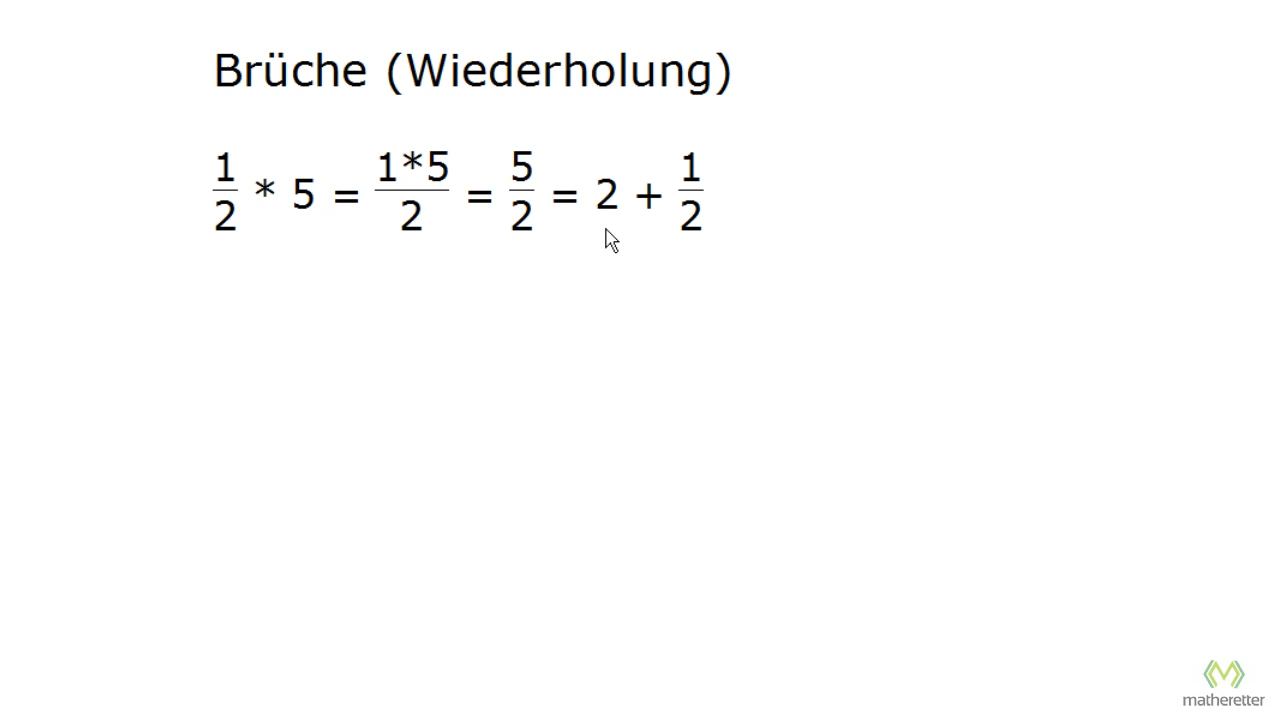 Brüche (Wiederholung)
1/2 * 5 = 1*5/2 = 5/2 = 2 + 1/2
matheretter